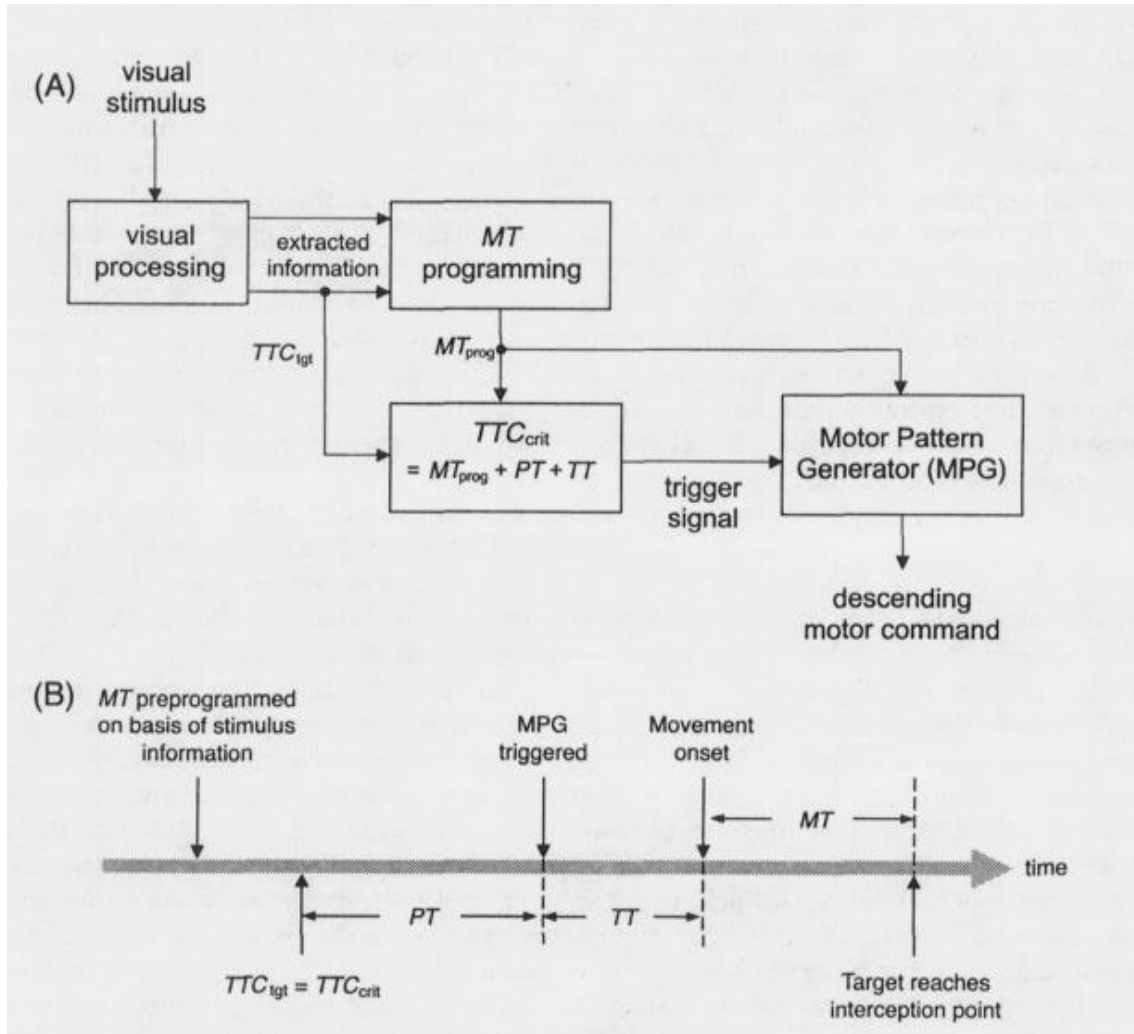 (A)
visual
stimulus
visual
processing
extracted
information
MT
programming
TTCtgt
MTprog
TTCcrit
= MTprog + PT + TT
trigger
signal
Motor Pattern
Generator (MPG)
descending
motor command
(B)
MT preprogrammed
on basis of stimulus
information
MPG
triggered
Movement
onset
MT
time
PT
TT
TTCtgt = TTCcrit
Target reaches
interception point